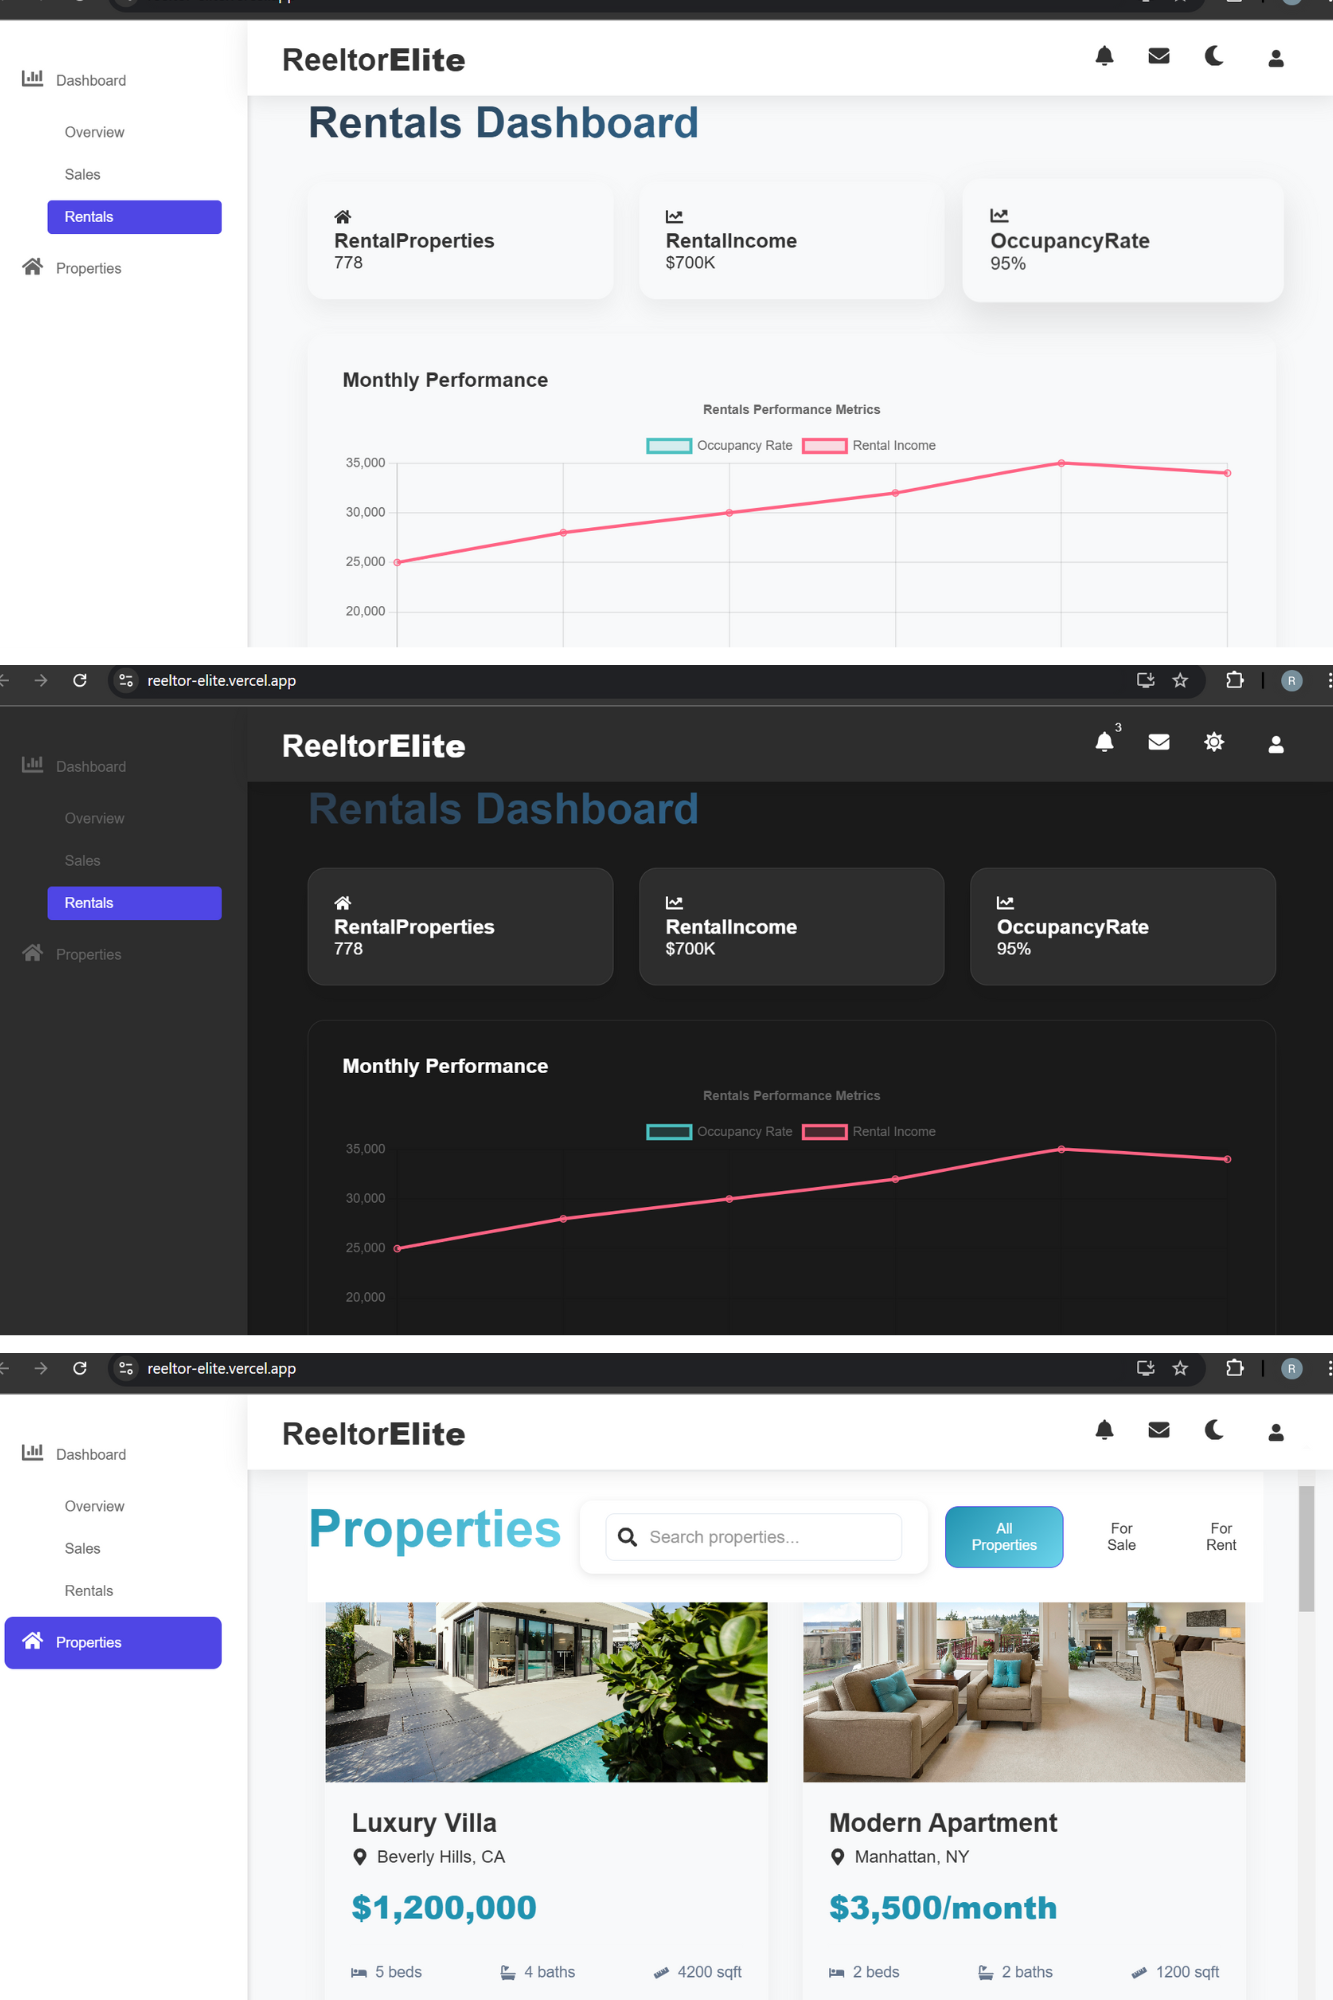 ReeltorElite
Dashboard
Overview
Sales
Rentals
Properties
Rentals Dashboard
RentalProperties
778
RentalIncome
$700K
OccupancyRate
95%
Monthly Performance
Rentals Performance Metrics
Occupancy Rate
Rental Income
35,000
30,000
25,000
20,000
reeltor-elite.vercel.app
R
ReeltorElite
3
Dashboard
Overview
Sales
Rentals
Properties
Rentals Dashboard
RentalProperties
778
RentalIncome
$700K
OccupancyRate
95%
Monthly Performance
Rentals Performance Metrics
Occupancy Rate
Rental Income
35,000
30,000
25,000
20,000
reeltor-elite.vercel.app
R
ReeltorElite
Dashboard
Overview
Sales
Rentals
Properties
Properties
Search properties...
All
Properties
For
Sale
For
Rent
Luxury Villa
Beverly Hills, CA
$1,200,000
5 beds
4 baths
4200 sqft
Modern Apartment
Manhattan, NY
$3,500/month
2 beds
2 baths
1200 sqft